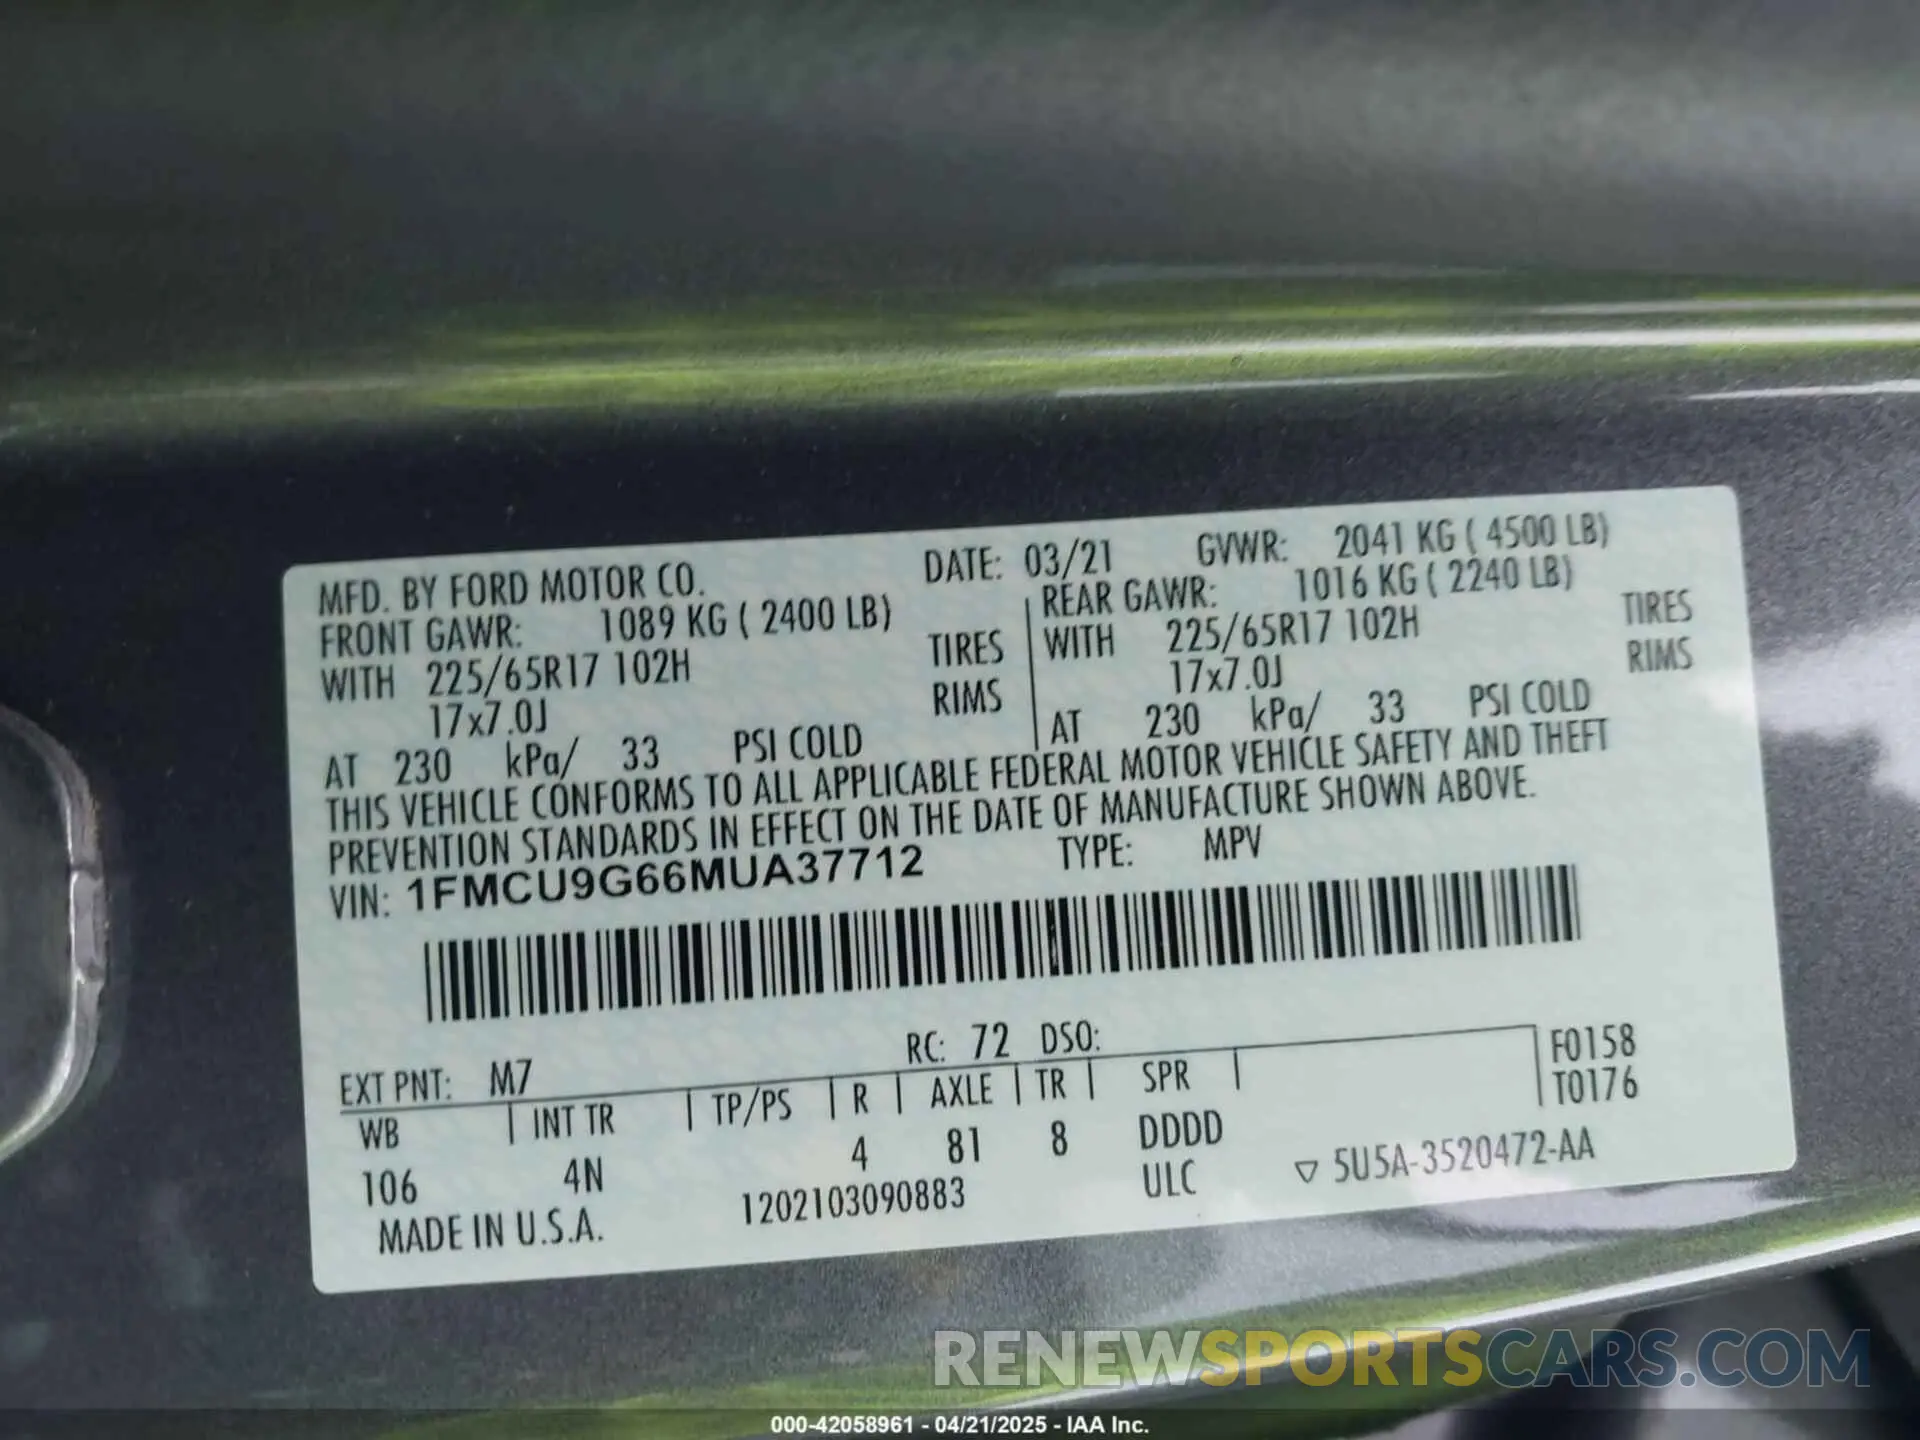 MFD. BY FORD MOTOR CO. DATE: 03/21 GVWR: 2041 KG ( 4500 LB)
FRONT GAWR: 1089 KG ( 2400 LB) REAR GAWR: 1016 KG ( 2240 LB)
WITH 225/65R17 102H TIRES WITH 225/65R17 102H TIRES
17x7.0J RIMS 17x7.0J RIMS
AT 230 kPa/ 33 PSI COLD AT 230 kPa/ 33 PSI COLD
THIS VEHICLE CONFORMS TO ALL APPLICABLE FEDERAL MOTOR VEHICLE SAFETY AND THEFT
PREVENTION STANDARDS IN EFFECT ON THE DATE OF MANUFACTURE SHOWN ABOVE.
VIN: 1FMCU9G66MUA37712 TYPE: MPV
EXT PNT: M7 RC: 72 DSO: F0158
WB | INT TR | TP/PS | R | AXLE | TR | SPR | T0176
106 4N 4 81 8 DDDD
MADE IN U.S.A. 1202103090883 ULC ▽ 5U5A-3520472-AA
RENEWSPORTSCARS.COM
000-42058961 - 04/21/2025 - IAA Inc.